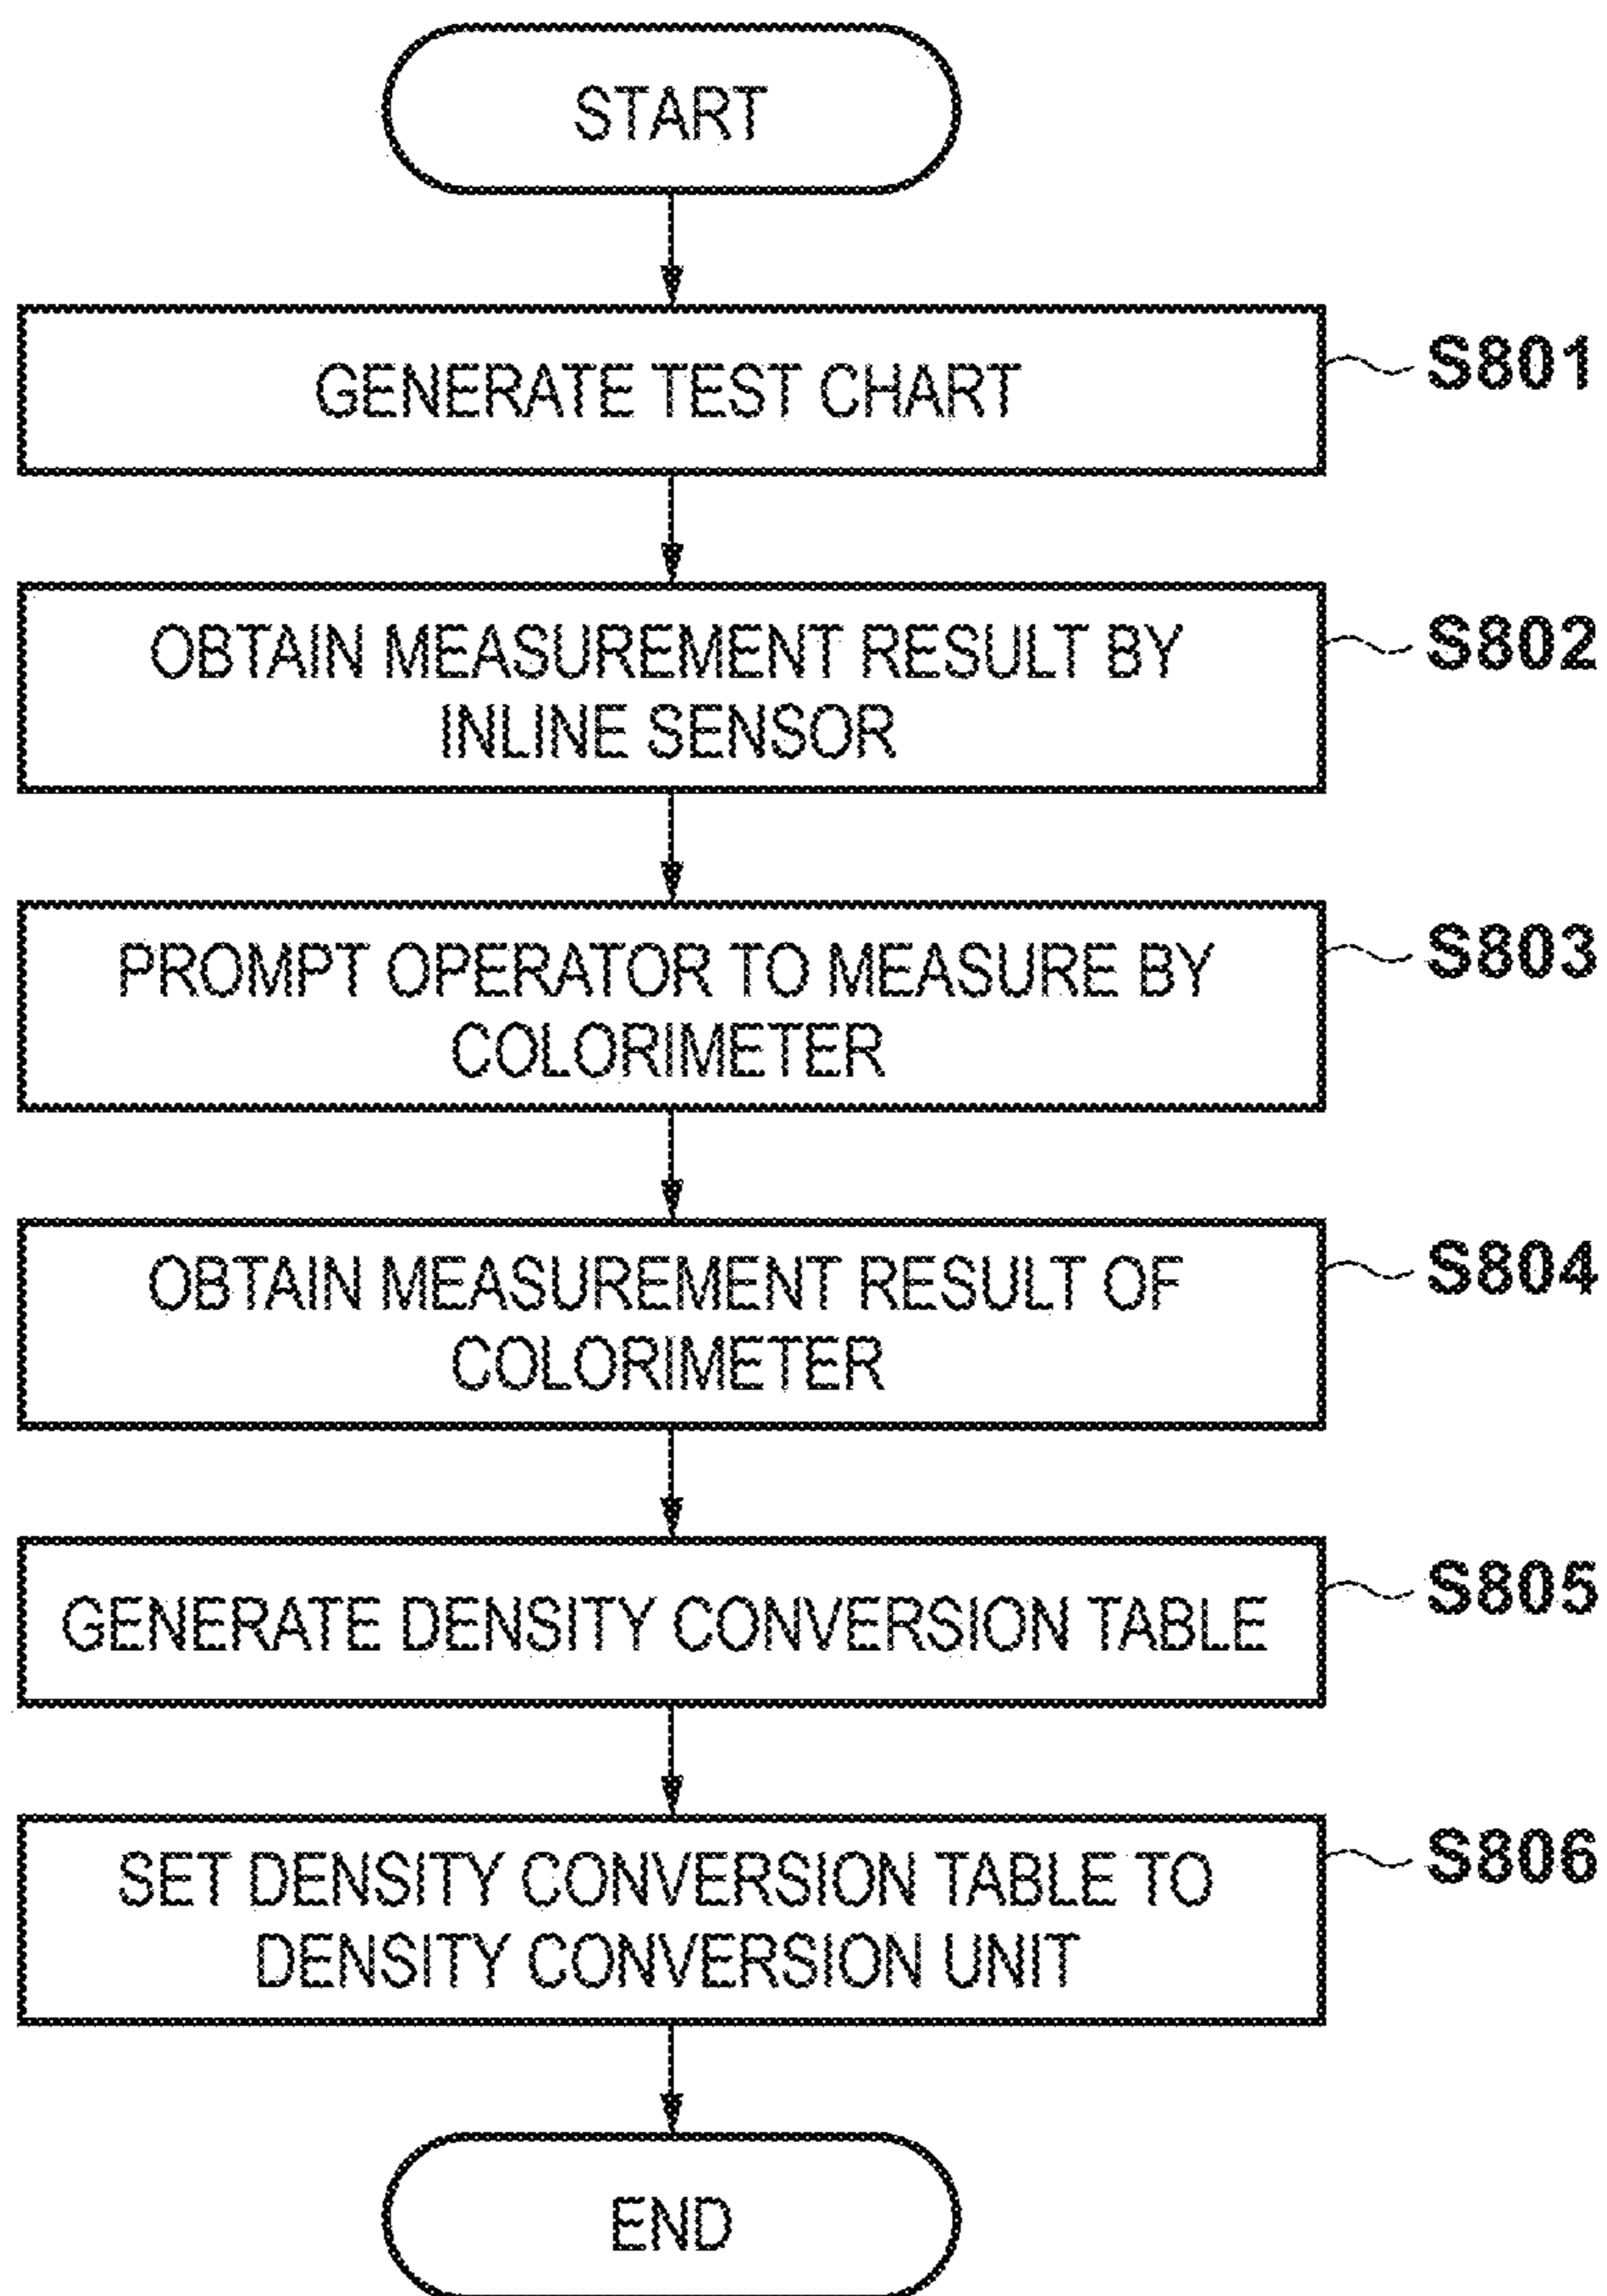 START
GENERATE TEST CHART
S801
OBTAIN MEASUREMENT RESULT BY
INLINE SENSOR
S802
PROMPT OPERATOR TO MEASURE BY
COLORIMETER
S803
OBTAIN MEASUREMENT RESULT OF
COLORIMETER
S804
GENERATE DENSITY CONVERSION TABLE
S805
SET DENSITY CONVERSION TABLE TO
DENSITY CONVERSION UNIT
S806
END